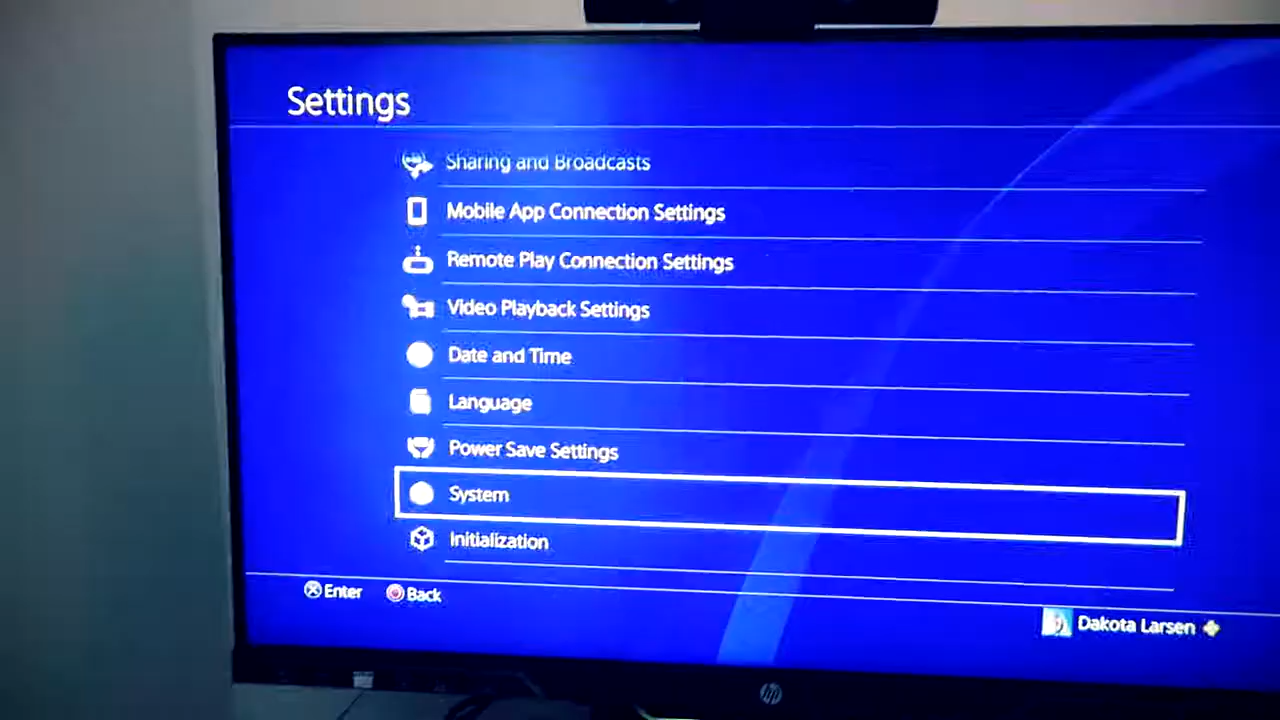 Settings
Sharing and Broadcasts
Mobile App Connection Settings
Remote Play Connection Settings
Video Playback Settings
Date and Time
Language
Power Save Settings
System
Initialization
Enter Back
Dakota Larsen
hp